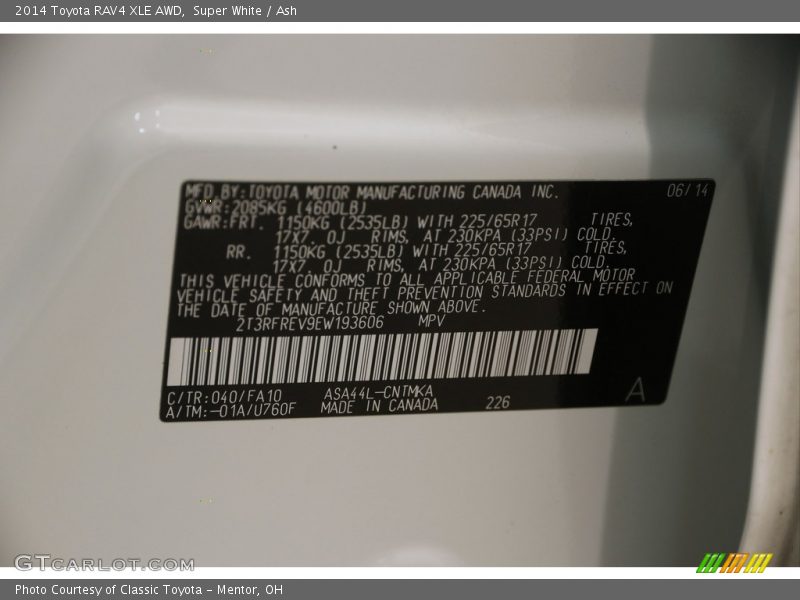 2014 Toyota RAV4 XLE AWD,  Super White / Ash
MFD. BY: TOYOTA MOTOR MANUFACTURING CANADA INC. 06/14
GVWR: 2085KG (4600LB)
GAWR: FRT. 1150KG (2535LB) WITH 225/65R17 TIRES,
17X7. 0J RIMS, AT 230KPA (33PSI) COLD.
RR. 1150KG (2535LB) WITH 225/65R17 TIRES,
17X7. 0J RIMS, AT 230KPA (33PSI) COLD.
THIS VEHICLE CONFORMS TO ALL APPLICABLE FEDERAL MOTOR
VEHICLE SAFETY AND THEFT PREVENTION STANDARDS IN EFFECT ON
THE DATE OF MANUFACTURE SHOWN ABOVE.
2T3RFREV9EW193606 MPV
C/TR: 040/FA10 ASA44L-CNTMKA
A/TM: -01A/U760F MADE IN CANADA 226 A
GTCARLOT.COM
Photo Courtesy of Classic Toyota - Mentor, OH